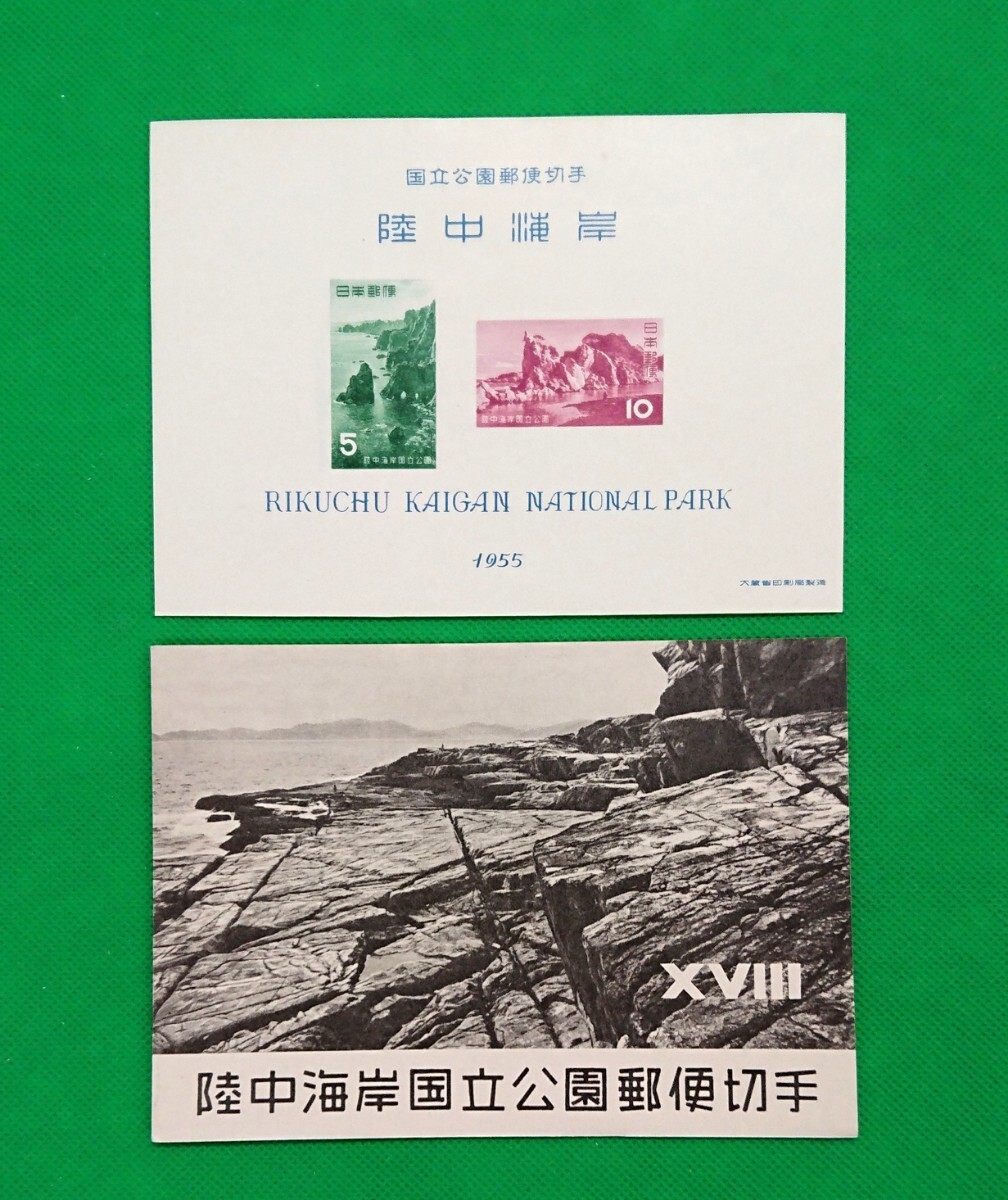 国立公園郵便切手
陸中海岸
日本郵便
5
陸中海岸国立公園
日本郵便
10
陸中海岸国立公園
RIKUCHU KAIGAN NATIONAL PARK
1955
大蔵省印刷局製造
XVIII
陸中海岸国立公園郵便切手